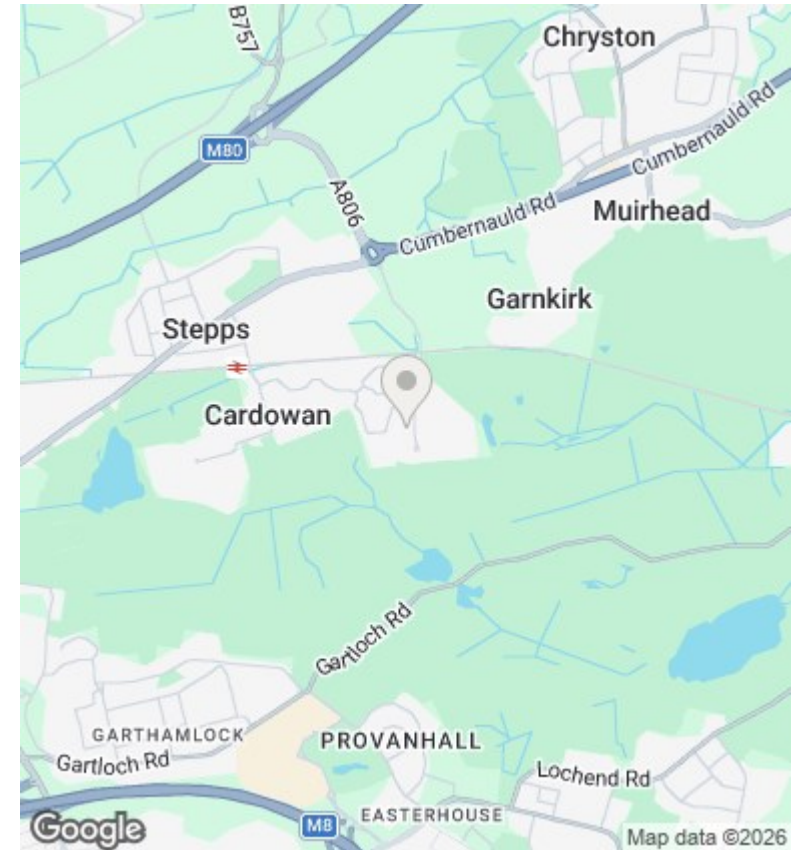 B757
Chryston
Cumbernauld Rd
M80
A806
Muirhead
Cumbernauld Rd
Garnkirk
Stepps
Cardowan
Gartloch Rd
GARTHAMLOCK
PROVANHALL
Gartloch Rd
Lochend Rd
EASTERHOUSE
M8
Google
Map data ©2026